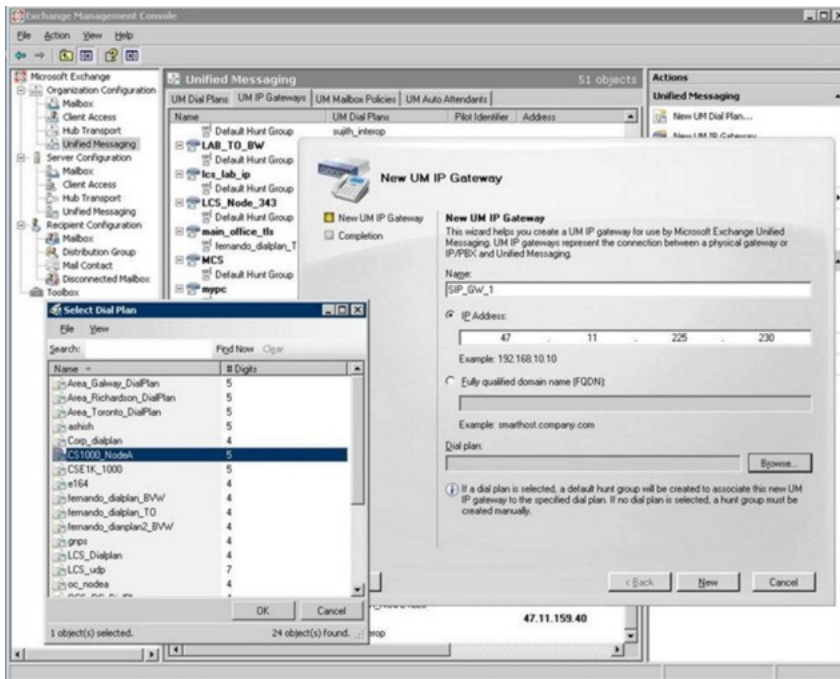 Exchange Management Console
File Action View Help
Microsoft Exchange
Organization Configuration
Mailbox
Client Access
Hub Transport
Unified Messaging
Server Configuration
Mailbox
Client Access
Hub Transport
Unified Messaging
Recipient Configuration
Mailbox
Distribution Group
Mail Contact
Disconnected Mailbox
Toolbox
Unified Messaging 51 objects
UM Dial Plans UM IP Gateways UM Mailbox Policies UM Auto Attendants
Name UM Dial Plans Pilot Identifier Address
Default Hunt Group sujith_interop
LAB_TO_BW
Default Hunt Group
lcs_lab_ip
Default Hunt Group
LCS_Node_343
Default Hunt Group
main_office_tls
fernando_dialplan_T
MCS
Default Hunt Group
mypc
47.11.159.40
Actions
Unified Messaging
New UM Dial Plan...
New UM IP Gateway
New UM IP Gateway
New UM IP Gateway
Completion
New UM IP Gateway
This wizard helps you create a UM IP gateway for use by Microsoft Exchange Unified
Messaging. UM IP gateways represent the connection between a physical gateway or
IP/PBX and Unified Messaging.
Name:
SIP_GW_1
IP Address:
47 . 11 . 225 . 230
Example: 192.168.10.10
Fully qualified domain name (FQDN):
Example: smarthost.company.com
Dial plan:
Browse...
If a dial plan is selected, a default hunt group will be created to associate this new UM
IP gateway to the specified dial plan. If no dial plan is selected, a hunt group must be
created manually.
< Back New Cancel
Select Dial Plan
File View
Search: Find Now Clear
Name # Digits
Area_Galway_DialPlan 5
Area_Richardson_DialPlan 5
Area_Toronto_DialPlan 5
ashish 5
Corp_dialplan 4
CS1000_NodeA 5
CSE1K_1000 5
e164 4
fernando_dialplan_BVW 4
fernando_dialplan_TO 4
fernando_dianplan2_BVW 4
gnps 4
LCS_Dialplan 4
LCS_udp 7
oc_nodea 4
OK Cancel
1 object(s) selected. 24 object(s) found.